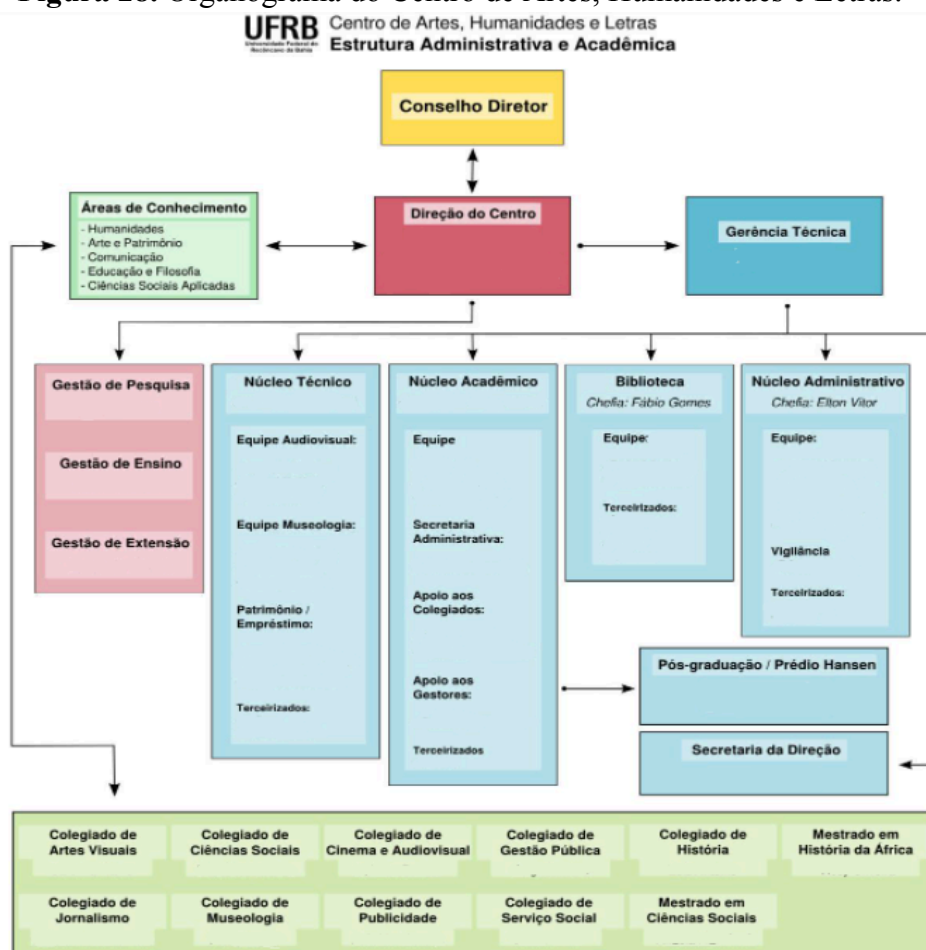 Figura 28. Organograma do Centro de Artes, Humanidades e Letras.
UFRB
Universidade Federal do
Recôncavo da Bahia
Centro de Artes, Humanidades e Letras
Estrutura Administrativa e Acadêmica
Conselho Diretor
Áreas de Conhecimento
- Humanidades
- Arte e Patrimônio
- Comunicação
- Educação e Filosofia
- Ciências Sociais Aplicadas
Direção do Centro
Gerência Técnica
Gestão de Pesquisa
Gestão de Ensino
Gestão de Extensão
Núcleo Técnico
Equipe Audiovisual:
Equipe Museologia:
Patrimônio /
Empréstimo:
Terceirizados:
Núcleo Acadêmico
Equipe
Secretaria
Administrativa:
Apoio aos
Colegiados:
Apoio aos
Gestores:
Terceirizados
Biblioteca
Chefia: Fábio Gomes
Equipe:
Terceirizados:
Núcleo Administrativo
Chefia: Elton Vitor
Equipe:
Vigilância
Terceirizados:
Pós-graduação / Prédio Hansen
Secretaria da Direção
Colegiado de
Artes Visuais
Colegiado de
Ciências Sociais
Colegiado de
Cinema e Audiovisual
Colegiado de
Gestão Pública
Colegiado de
História
Mestrado em
História da África
Colegiado de
Jornalismo
Colegiado de
Museologia
Colegiado de
Publicidade
Colegiado de
Serviço Social
Mestrado em
Ciências Sociais